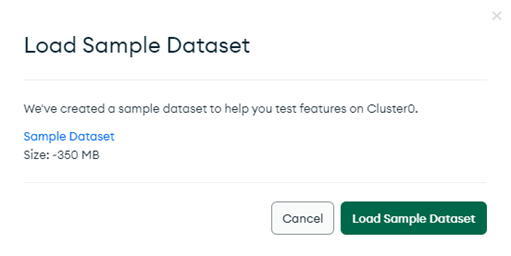 Load Sample Dataset
We've created a sample dataset to help you test features on Cluster0.
Sample Dataset
Size: ~350 MB
Cancel
Load Sample Dataset